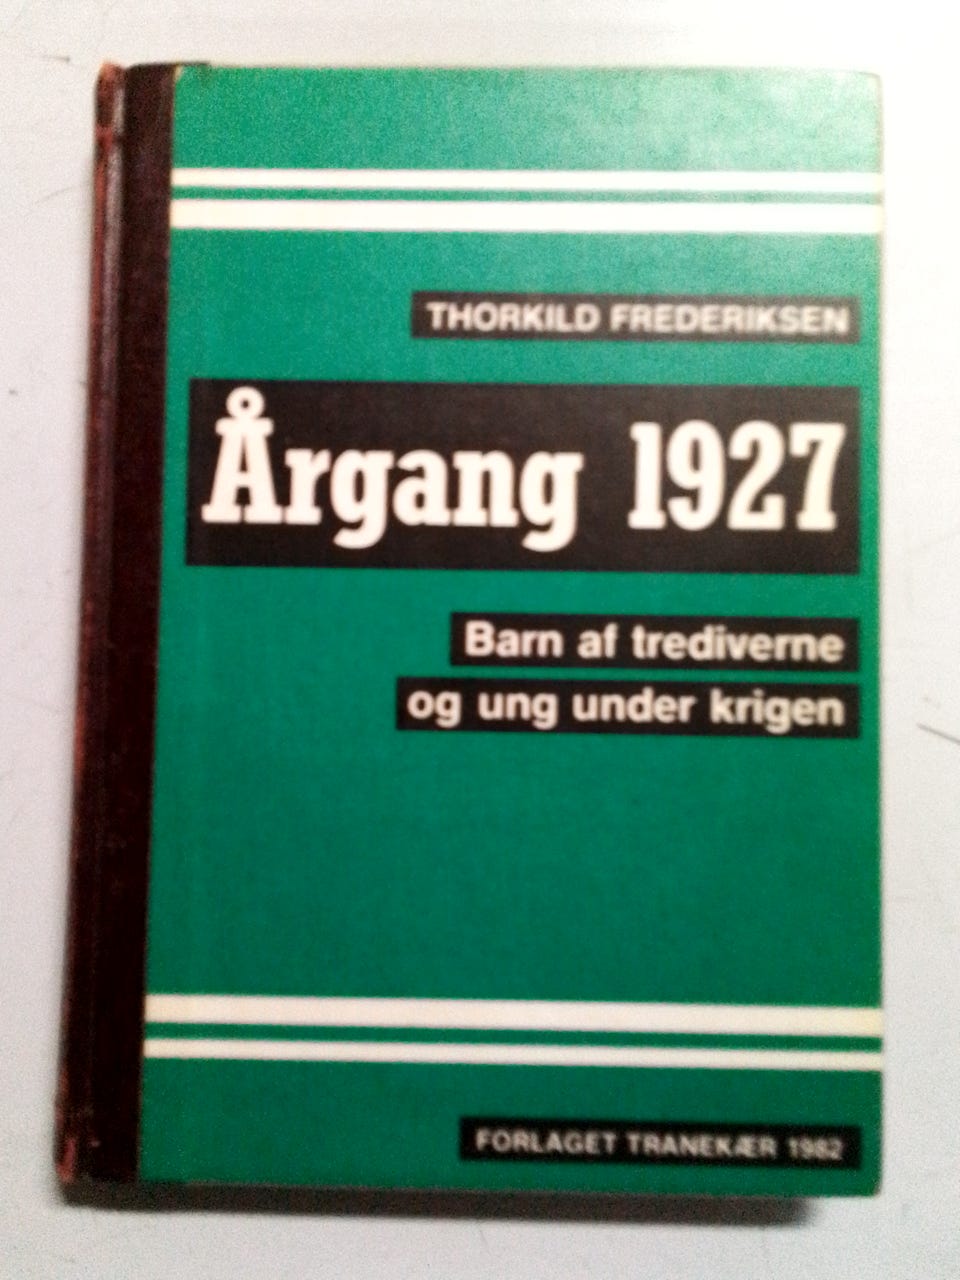 THORKILD FREDERIKSEN
Årgang 1927
Barn af trediverne
og ung under krigen
FORLAGET TRANEKÆR 1982